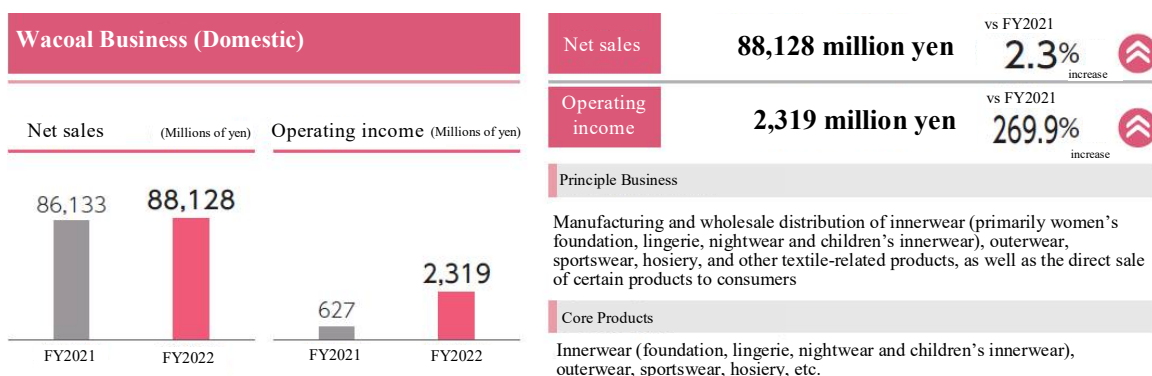 Wacoal Business (Domestic)
Net sales (Millions of yen)
86,133
88,128
FY2021
FY2022
Operating income (Millions of yen)
627
2,319
FY2021
FY2022
Net sales
88,128 million yen
vs FY2021
2.3%
increase
Operating
income
2,319 million yen
vs FY2021
269.9%
increase
Principle Business
Manufacturing and wholesale distribution of innerwear (primarily women’s
foundation, lingerie, nightwear and children’s innerwear), outerwear,
sportswear, hosiery, and other textile-related products, as well as the direct sale
of certain products to consumers
Core Products
Innerwear (foundation, lingerie, nightwear and children’s innerwear),
outerwear, sportswear, hosiery, etc.